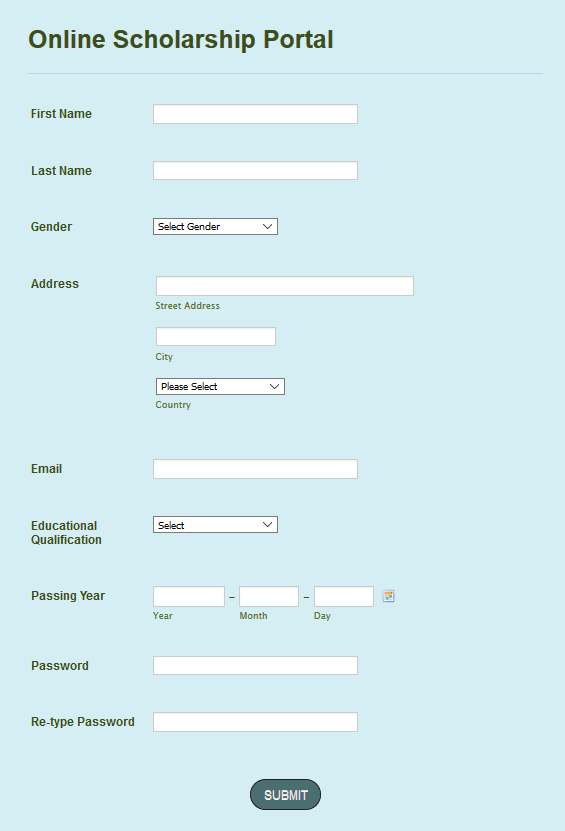 Online Scholarship Portal
First Name
Last Name
Gender
Select Gender
Address
Street Address
City
Please Select
Country
Email
Educational
Qualification
Select
Passing Year
– –
Year Month Day
Password
Re-type Password
SUBMIT